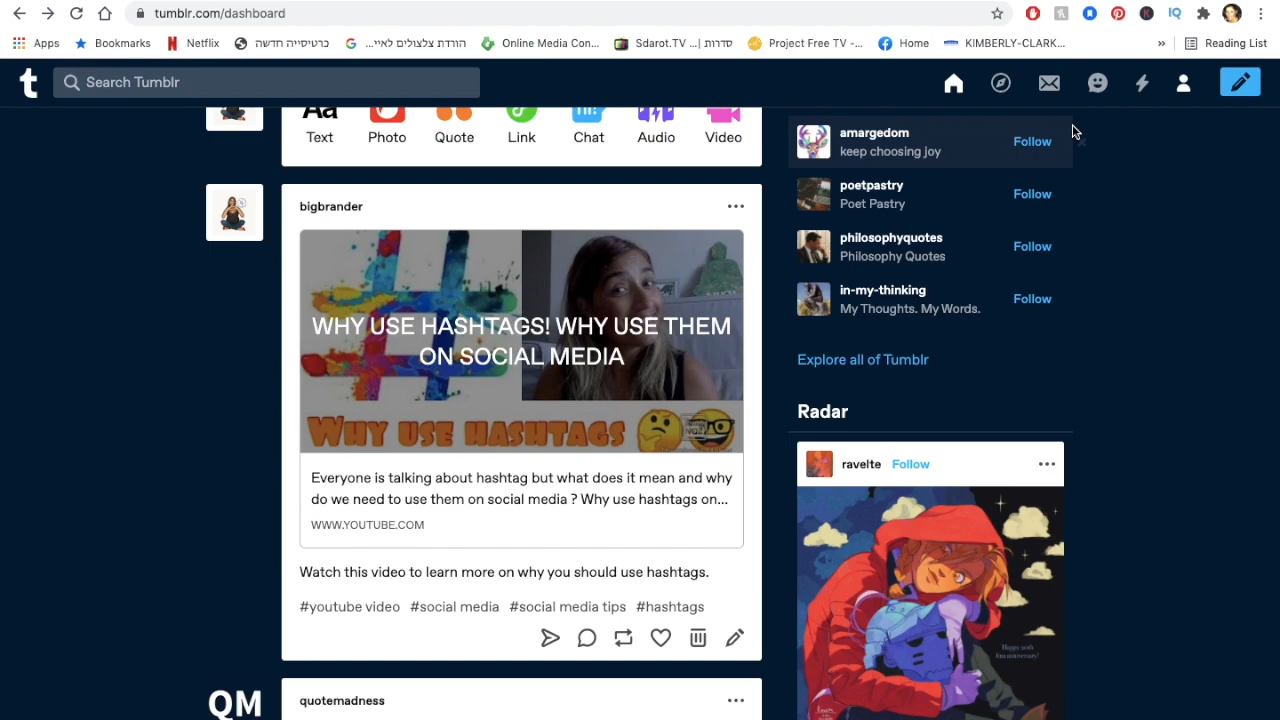 tumblr.com/dashboard
Apps
Bookmarks
Netflix
כרטיסייה חדשה
הורדת צלצולים לאיי...
Online Media Con...
Sdarot.TV ...| סדרות
Project Free TV -...
Home
KIMBERLY-CLARK...
»
Reading List
t
Search Tumblr
Aa
Text
Photo
Quote
Link
Chat
Audio
Video
amargedom
keep choosing joy
Follow
poetpastry
Poet Pastry
Follow
philosophyquotes
Philosophy Quotes
Follow
in-my-thinking
My Thoughts. My Words.
Follow
Explore all of Tumblr
bigbrander
WHY USE HASHTAGS! WHY USE THEM
ON SOCIAL MEDIA
WHY USE HASHTAGS
Everyone is talking about hashtag but what does it mean and why
do we need to use them on social media ? Why use hashtags on...
WWW.YOUTUBE.COM
Watch this video to learn more on why you should use hashtags.
#youtube video #social media #social media tips #hashtags
Radar
ravelte Follow
Happy with
QM
quotemadness